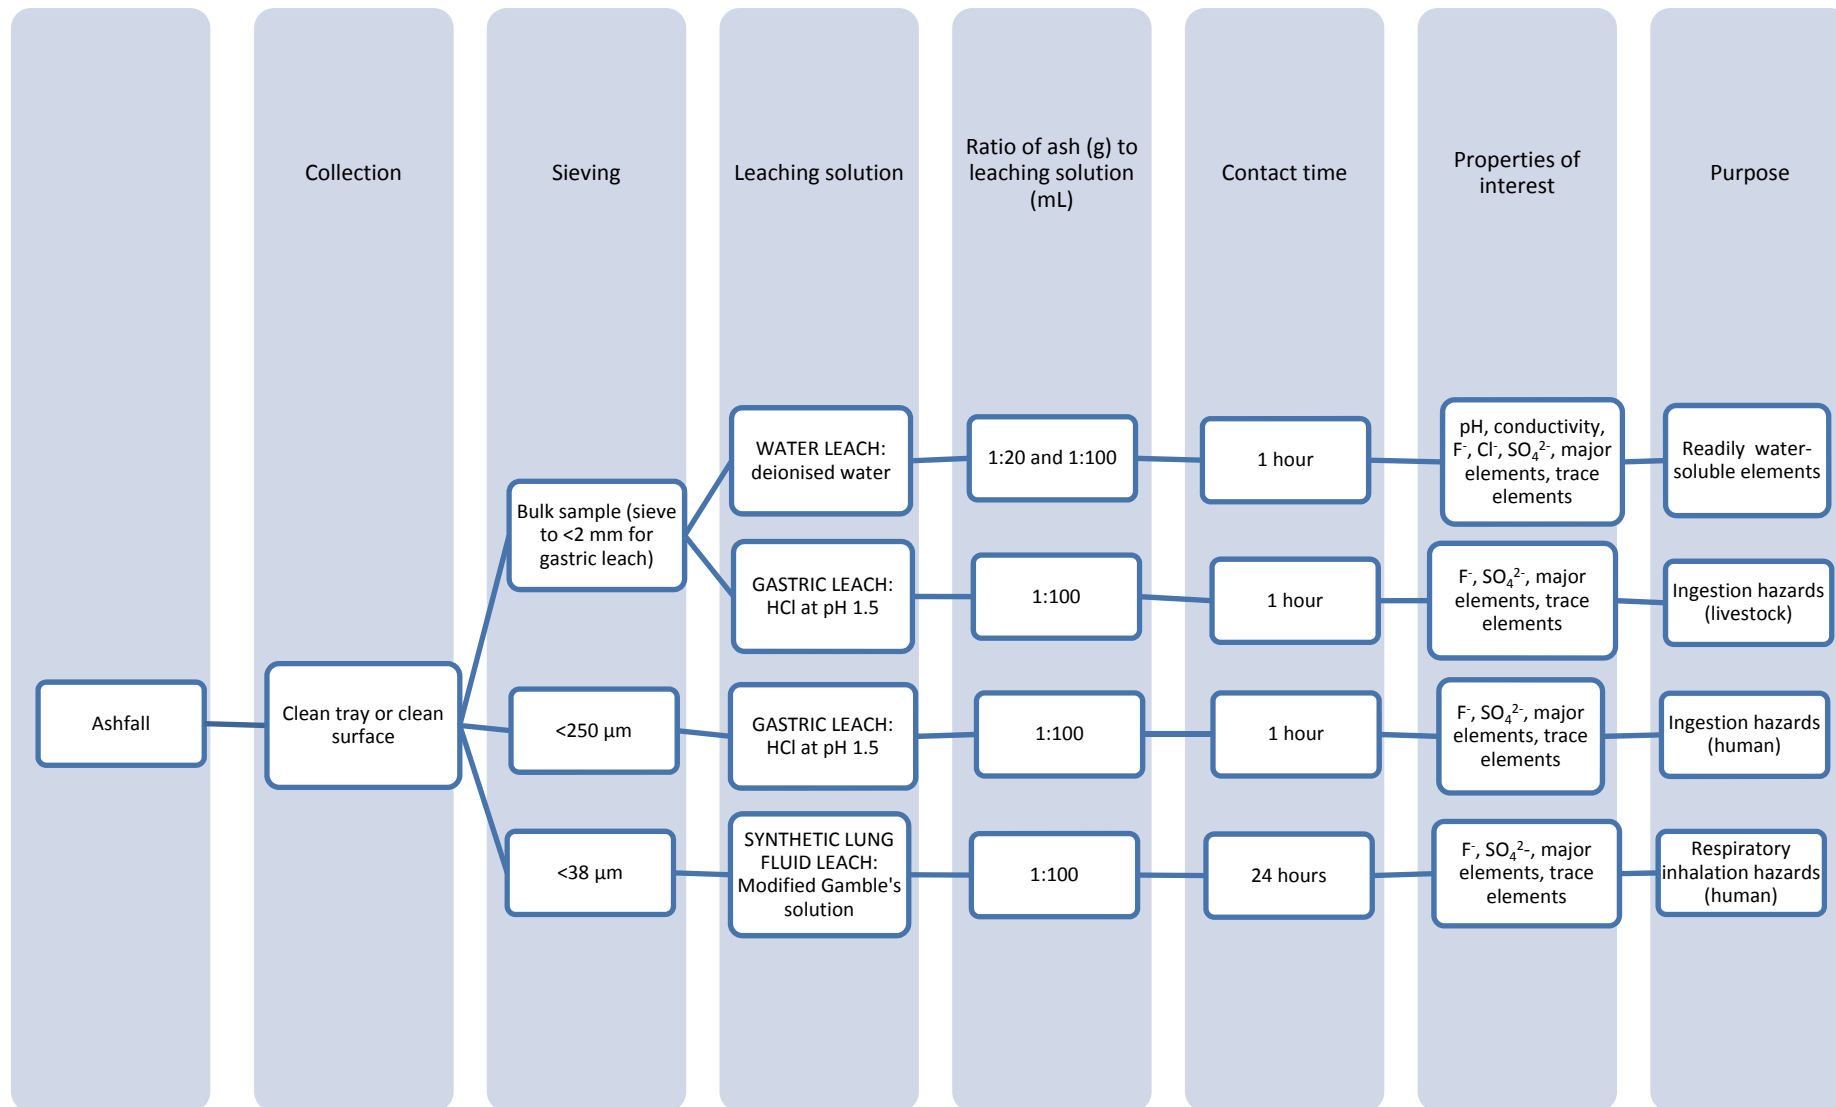 Collection
Sieving
Leaching solution
Ratio of ash (g) to
leaching solution
(mL)
Contact time
Properties of
interest
Purpose
Ashfall
Clean tray or clean
surface
Bulk sample (sieve
to <2 mm for
gastric leach)
<250 µm
<38 µm
WATER LEACH:
deionised water
1:20 and 1:100
1 hour
pH, conductivity,
F⁻, Cl⁻, SO₄²⁻, major
elements, trace
elements
Readily water-
soluble elements
GASTRIC LEACH:
HCl at pH 1.5
1:100
1 hour
F⁻, SO₄²⁻, major
elements, trace
elements
Ingestion hazards
(livestock)
GASTRIC LEACH:
HCl at pH 1.5
1:100
1 hour
F⁻, SO₄²⁻, major
elements, trace
elements
Ingestion hazards
(human)
SYNTHETIC LUNG
FLUID LEACH:
Modified Gamble's
solution
1:100
24 hours
F⁻, SO₄²-, major
elements, trace
elements
Respiratory
inhalation hazards
(human)